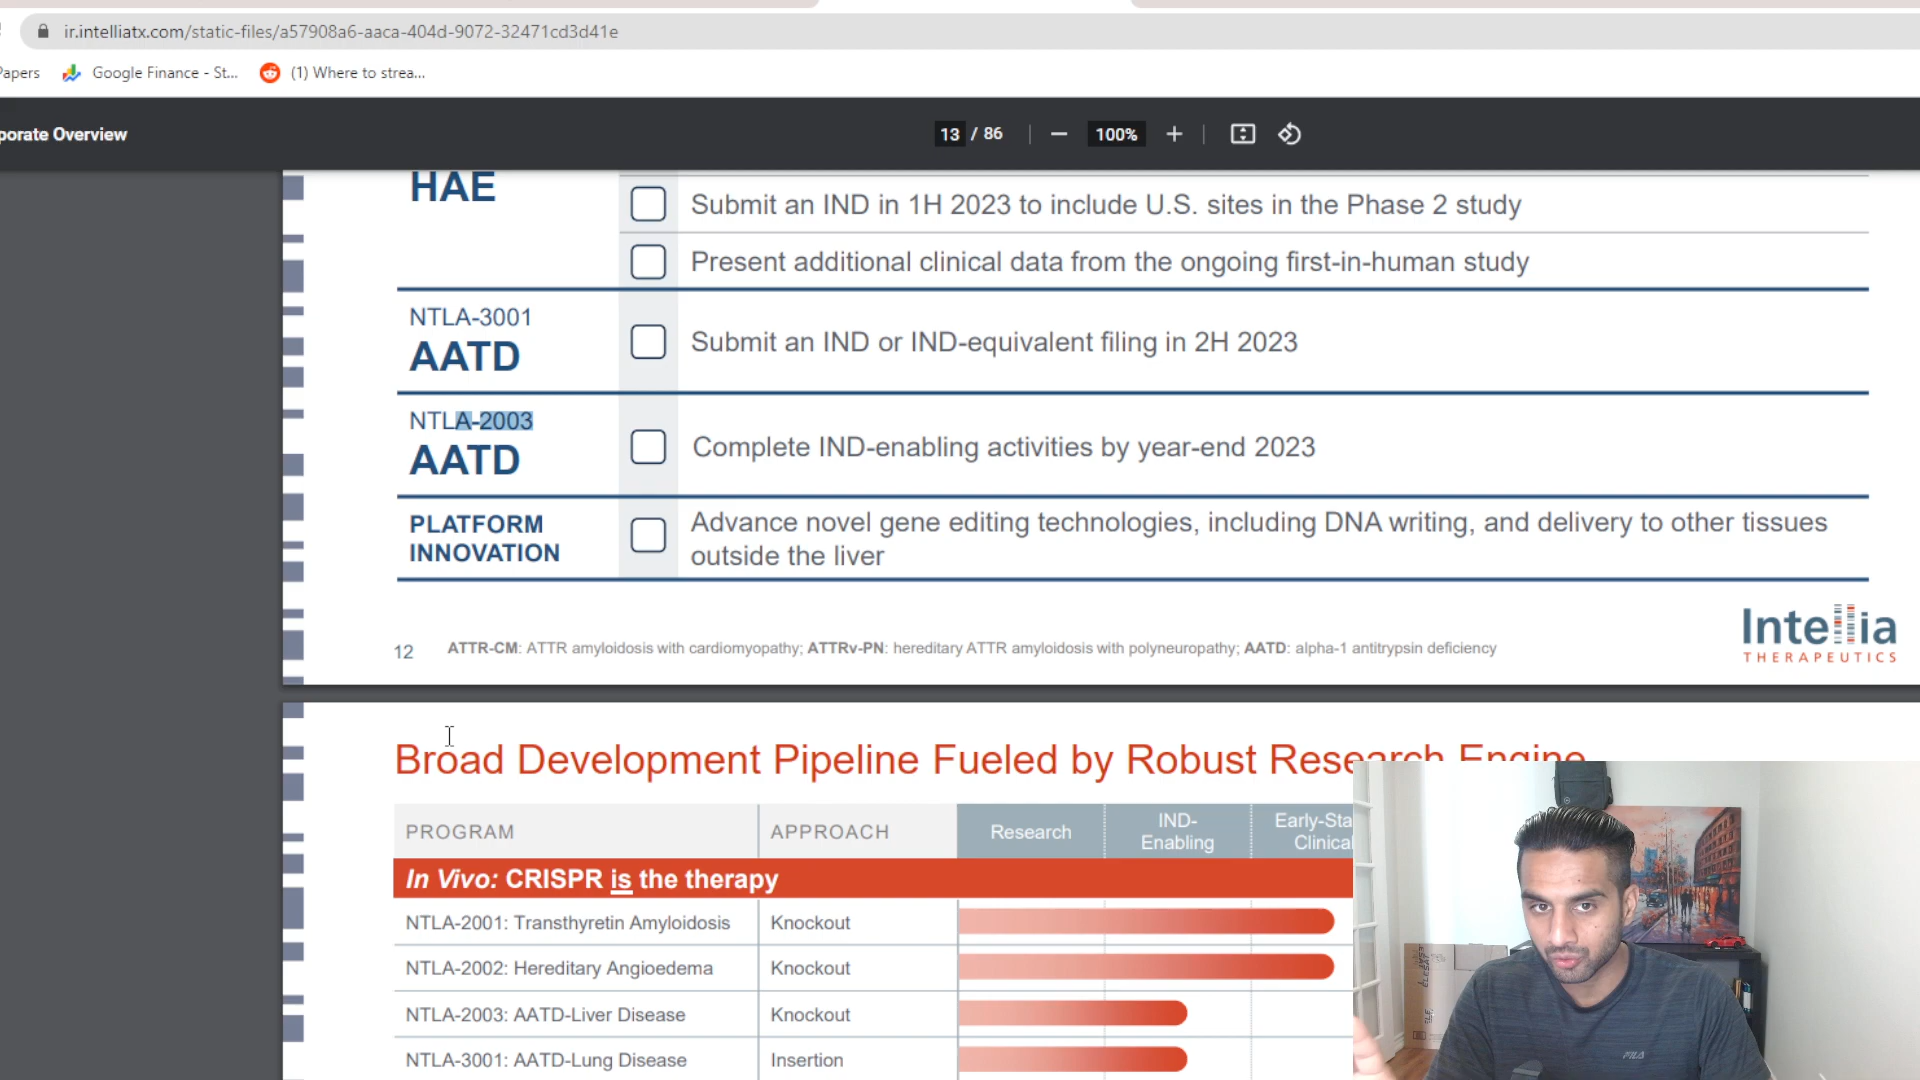 ir.intelliatx.com/static-files/a57908a6-aaca-404d-9072-32471cd3d41e
Papers
Google Finance - St...
(1) Where to strea...
porate Overview
13 / 86
100%
HAE
Submit an IND in 1H 2023 to include U.S. sites in the Phase 2 study
Present additional clinical data from the ongoing first-in-human study
NTLA-3001
AATD
Submit an IND or IND-equivalent filing in 2H 2023
NTLA-2003
AATD
Complete IND-enabling activities by year-end 2023
PLATFORM
INNOVATION
Advance novel gene editing technologies, including DNA writing, and delivery to other tissues
outside the liver
12
ATTR-CM: ATTR amyloidosis with cardiomyopathy; ATTRv-PN: hereditary ATTR amyloidosis with polyneuropathy; AATD: alpha-1 antitrypsin deficiency
Intellia
THERAPEUTICS
Broad Development Pipeline Fueled by Robust Research Engine
PROGRAM
APPROACH
Research
IND-
Enabling
Early-Sta
Clinical
In Vivo: CRISPR is the therapy
NTLA-2001: Transthyretin Amyloidosis
Knockout
NTLA-2002: Hereditary Angioedema
Knockout
NTLA-2003: AATD-Liver Disease
Knockout
NTLA-3001: AATD-Lung Disease
Insertion
FILA